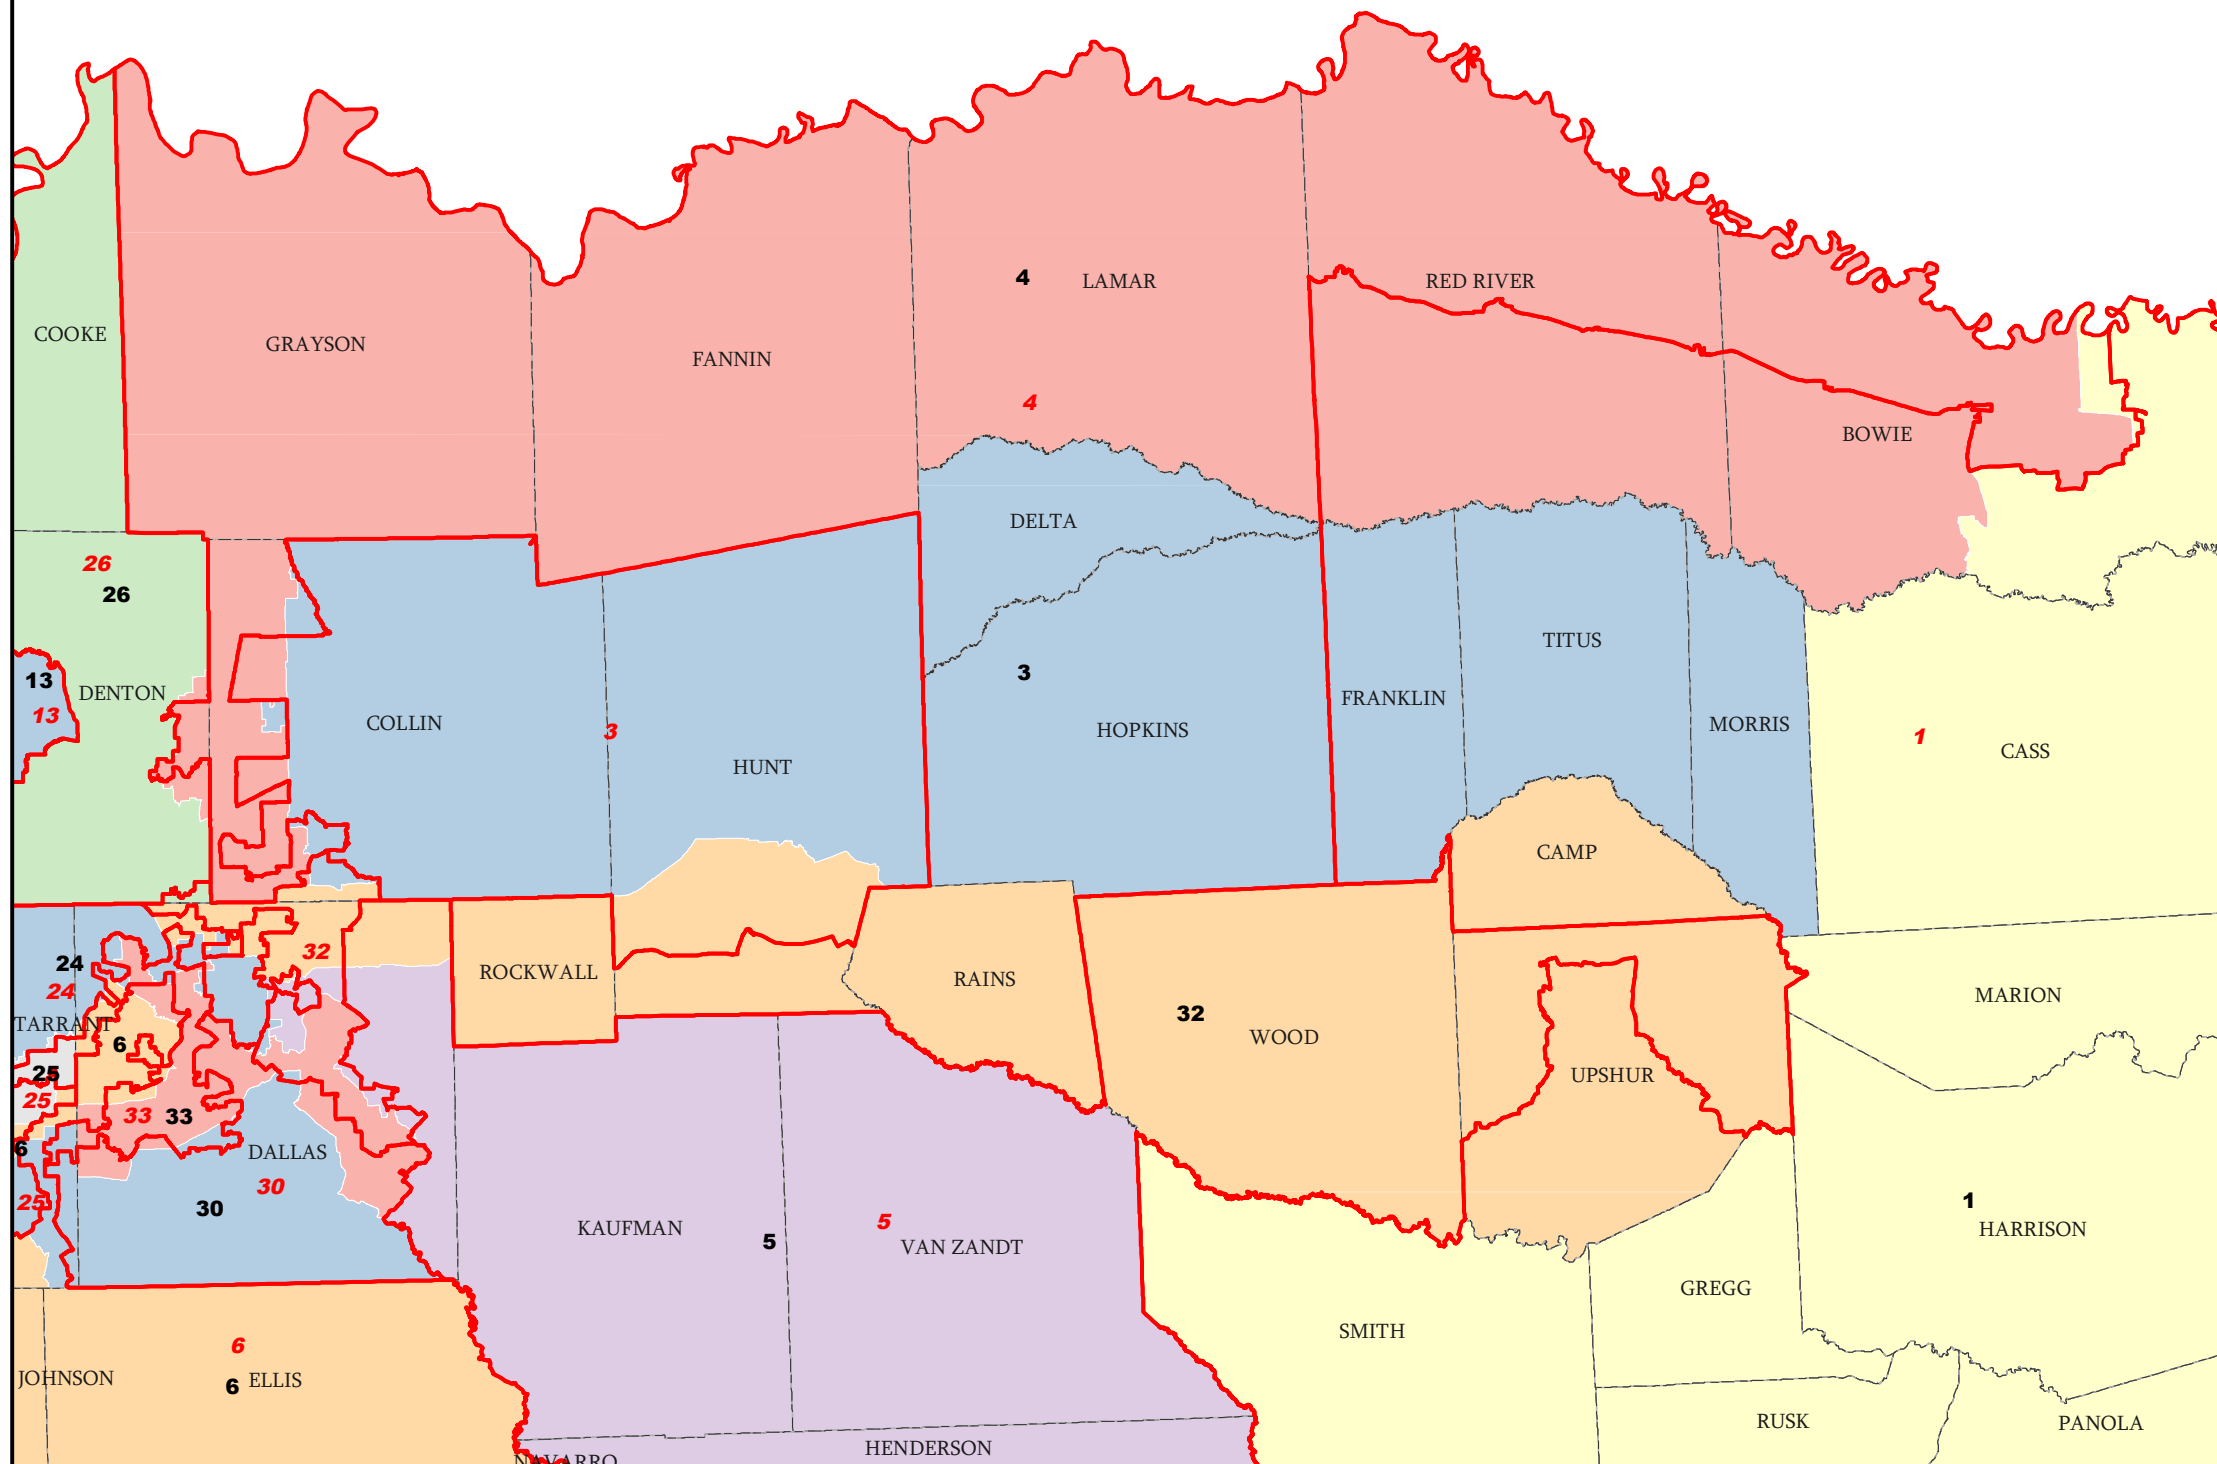 4
LAMAR
RED RIVER
COOKE
GRAYSON
FANNIN
4
BOWIE
DELTA
26
26
TITUS
3
13
DENTON
FRANKLIN
13
COLLIN
3
HOPKINS
MORRIS
1
CASS
HUNT
CAMP
32
24
ROCKWALL
RAINS
24
MARION
32
WOOD
TARRANT
6
25
UPSHUR
25
33
33
6
DALLAS
30
25
30
1
KAUFMAN
5
5
VAN ZANDT
HARRISON
GREGG
SMITH
6
JOHNSON
6
ELLIS
RUSK
PANOLA
HENDERSON
NAVARRO